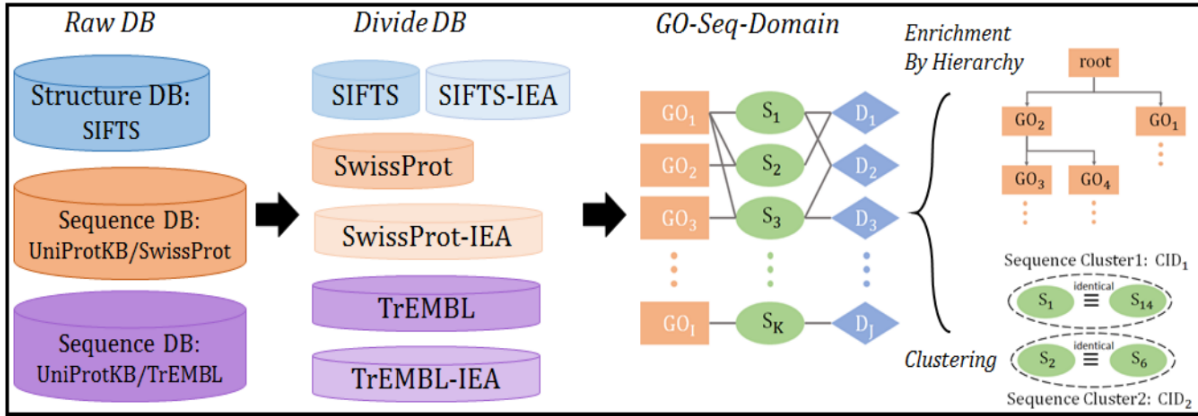 Raw DB
Structure DB:
SIFTS
Sequence DB:
UniProtKB/SwissProt
Sequence DB:
UniProtKB/TrEMBL
Divide DB
SIFTS
SIFTS-IEA
SwissProt
SwissProt-IEA
TrEMBL
TrEMBL-IEA
GO-Seq-Domain
GO₁ S₁ D₁
GO₂ S₂ D₂
GO₃ S₃ D₃
GO_I S_K D_J
Enrichment
By Hierarchy
root
GO₂ GO₁
GO₃ GO₄
Clustering
Sequence Cluster1: CID₁
S₁ identical ≡ S₁₄
S₂ identical ≡ S₆
Sequence Cluster2: CID₂